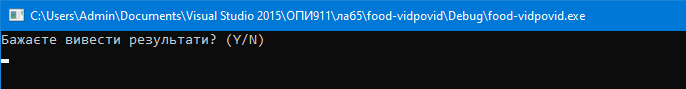 C:\Users\Admin\Documents\Visual Studio 2015\ОПИ911\ла65\food-vidpovid\Debug\food-vidpovid.exe
Бажаєте вивести результати? (Y/N)